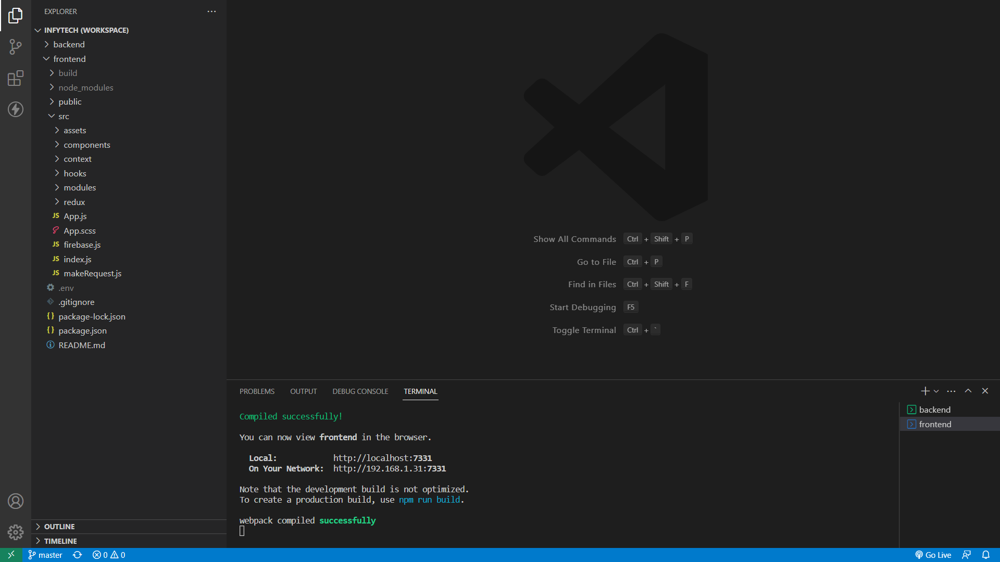 EXPLORER
INFYTECH (WORKSPACE)
backend
frontend
build
node_modules
public
src
assets
components
context
hooks
modules
redux
JS App.js
App.scss
JS firebase.js
JS index.js
JS makeRequest.js
.env
.gitignore
{} package-lock.json
{} package.json
README.md
OUTLINE
TIMELINE
Show All Commands Ctrl + Shift + P
Go to File Ctrl + P
Find in Files Ctrl + Shift + F
Start Debugging F5
Toggle Terminal Ctrl + `
PROBLEMS OUTPUT DEBUG CONSOLE TERMINAL
Compiled successfully!
You can now view frontend in the browser.
Local: http://localhost:7331
On Your Network: http://192.168.1.31:7331
Note that the development build is not optimized.
To create a production build, use npm run build.
webpack compiled successfully
backend
frontend
master 0 0 Go Live